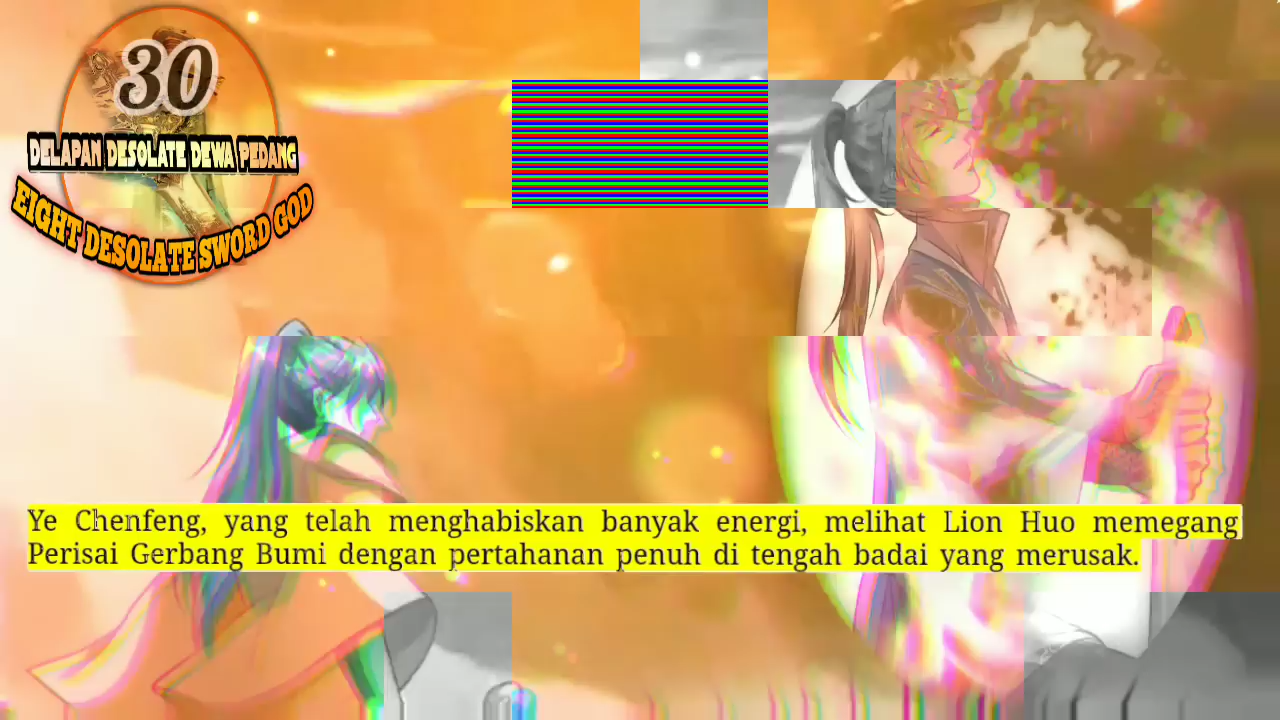 30
DELAPAN DESOLATE DEWA PEDANG
EIGHT DESOLATE SWORD GOD
Ye Chenfeng, yang telah menghabiskan banyak energi, melihat Lion Huo memegang
Perisai Gerbang Bumi dengan pertahanan penuh di tengah badai yang merusak.